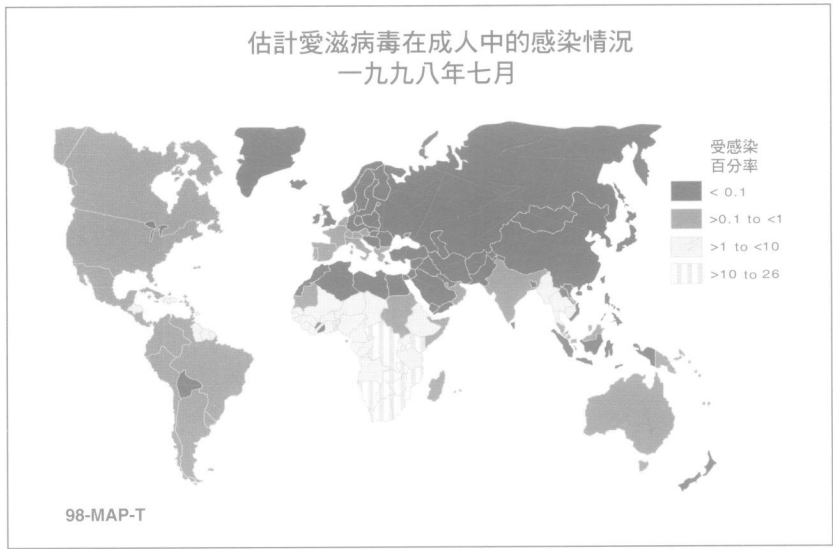 估計愛滋病毒在成人中的感染情況
一九九八年七月
受感染
百分率
< 0.1
>0.1 to <1
>1 to <10
>10 to 26
98-MAP-T